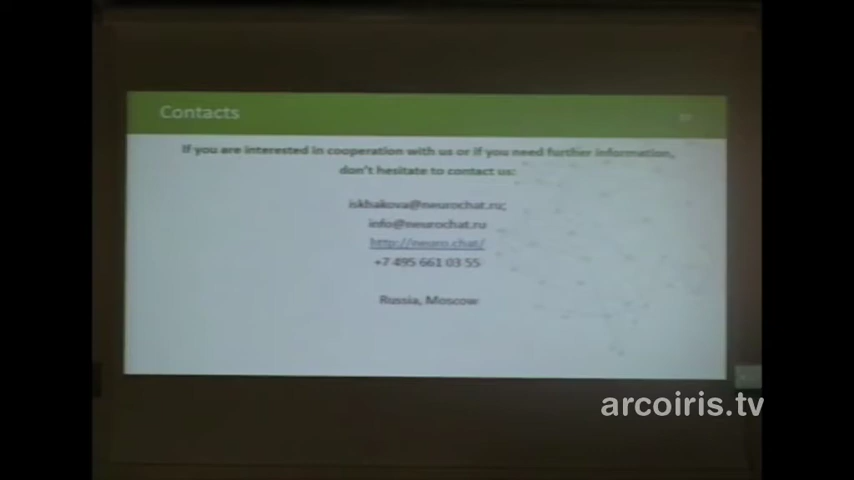 Contacts
If you are interested in cooperation with us or if you need further information,
don't hesitate to contact us:
iskhakova@neurochat.ru;
info@neurochat.ru
http://neuro.chat/
+7 495 661 03 55
Russia, Moscow
arcoiris.tv